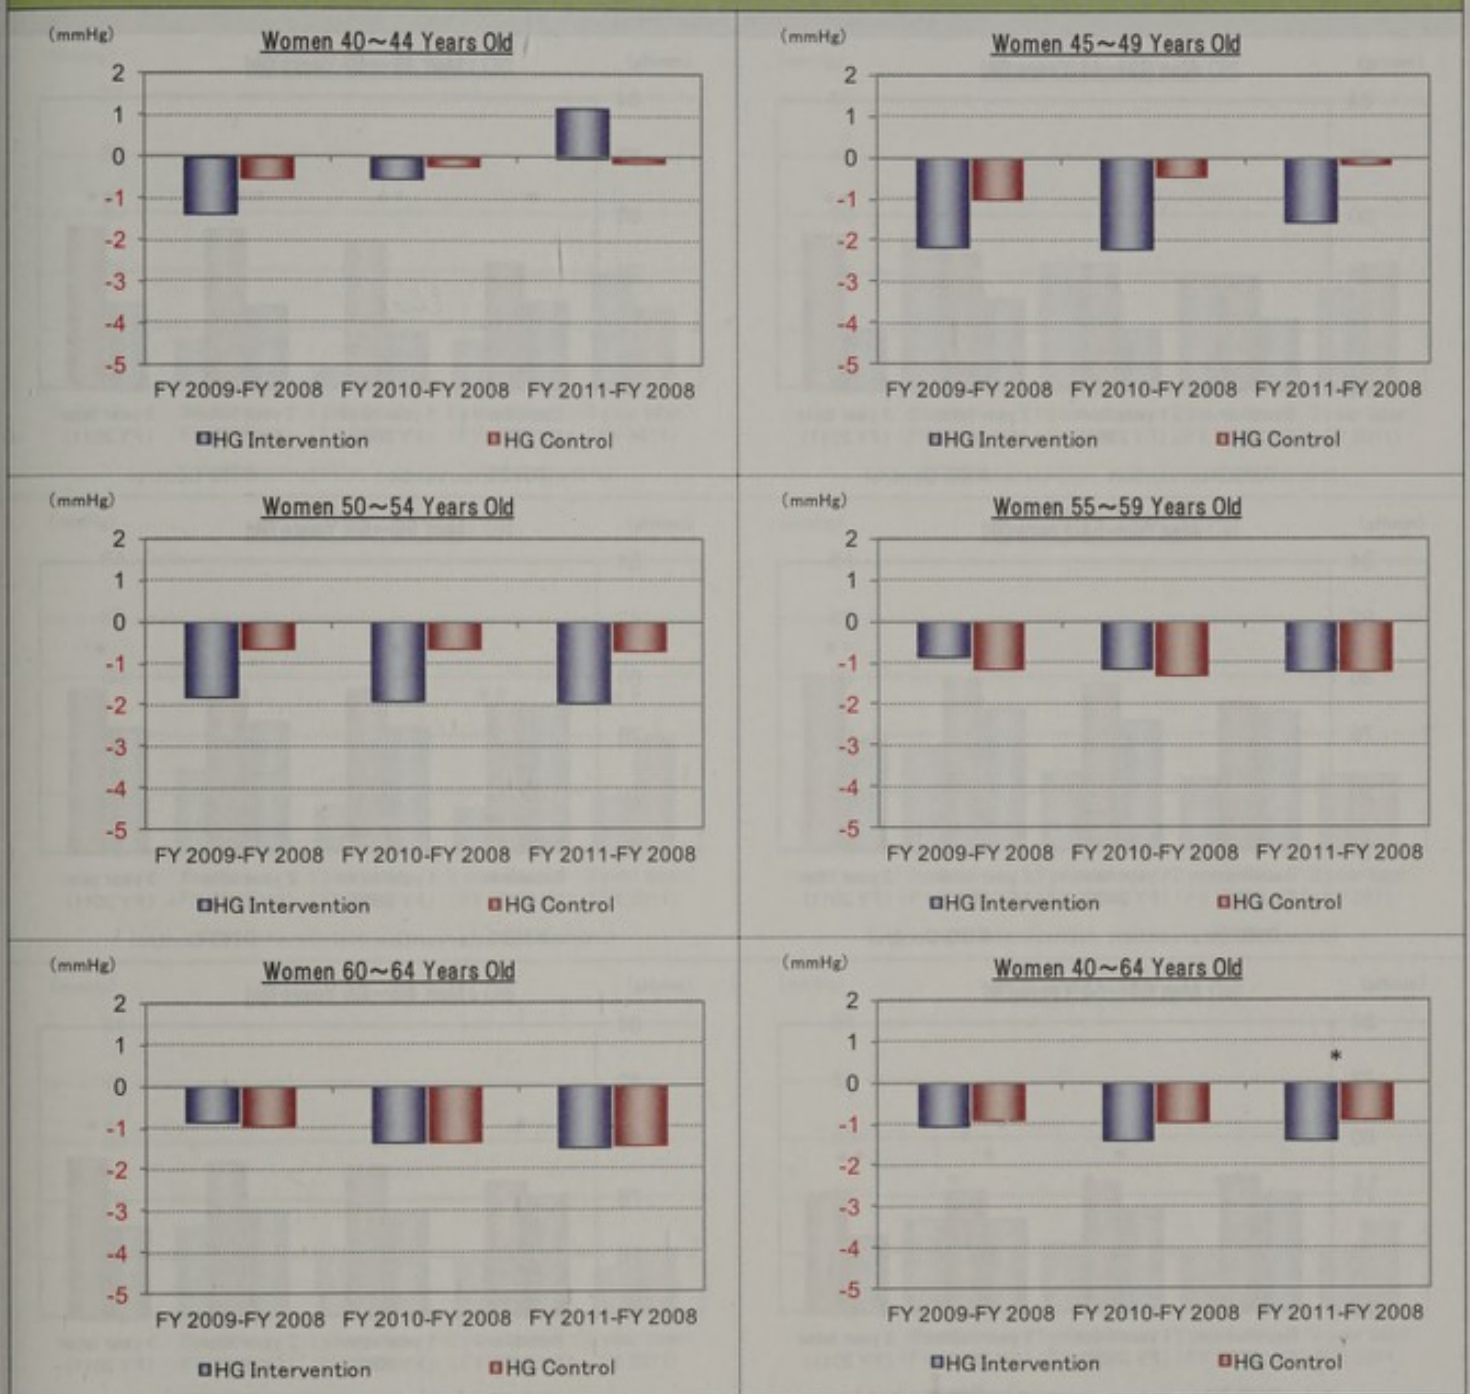 (mmHg)
Women 40～44 Years Old
2
1
0
-1
-2
-3
-4
-5
FY 2009-FY 2008 FY 2010-FY 2008 FY 2011-FY 2008
HG Intervention HG Control
(mmHg)
Women 45～49 Years Old
2
1
0
-1
-2
-3
-4
-5
FY 2009-FY 2008 FY 2010-FY 2008 FY 2011-FY 2008
HG Intervention HG Control
(mmHg)
Women 50～54 Years Old
2
1
0
-1
-2
-3
-4
-5
FY 2009-FY 2008 FY 2010-FY 2008 FY 2011-FY 2008
HG Intervention HG Control
(mmHg)
Women 55～59 Years Old
2
1
0
-1
-2
-3
-4
-5
FY 2009-FY 2008 FY 2010-FY 2008 FY 2011-FY 2008
HG Intervention HG Control
(mmHg)
Women 60～64 Years Old
2
1
0
-1
-2
-3
-4
-5
FY 2009-FY 2008 FY 2010-FY 2008 FY 2011-FY 2008
HG Intervention HG Control
(mmHg)
Women 40～64 Years Old
2
1
*
0
-1
-2
-3
-4
-5
FY 2009-FY 2008 FY 2010-FY 2008 FY 2011-FY 2008
HG Intervention HG Control